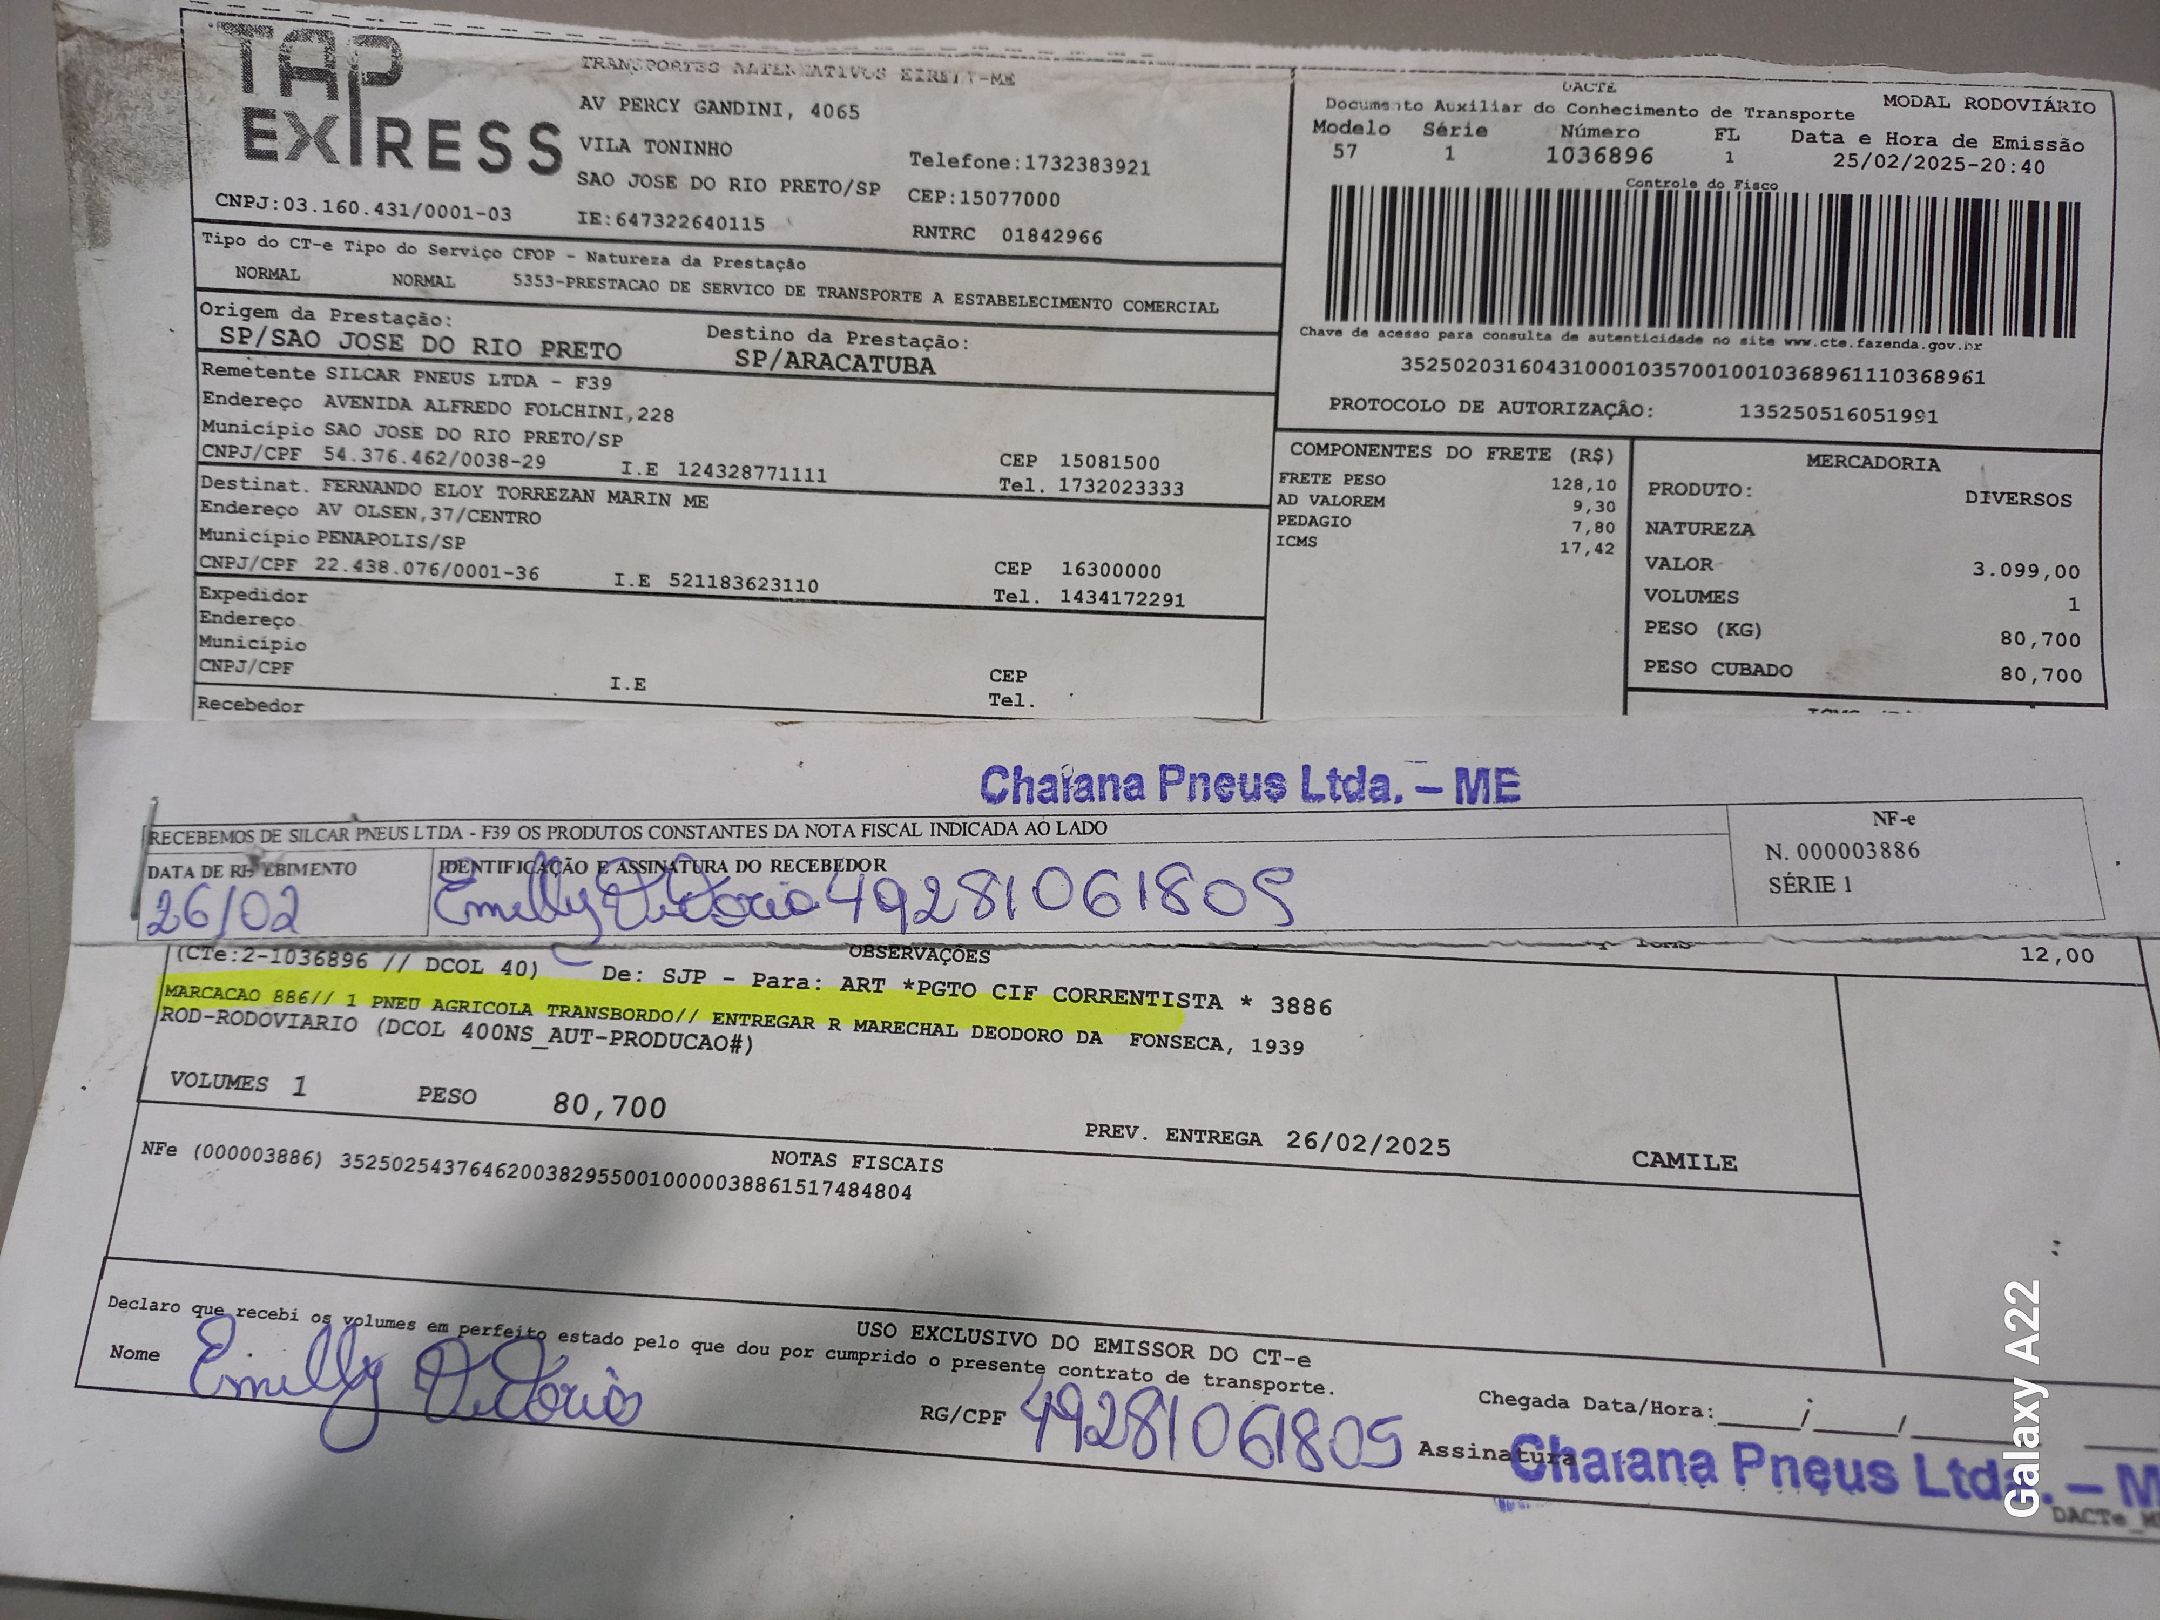 TAP EXPRESS
TRANSPORTES ALTERNATIVOS EIRELI-ME
AV PERCY GANDINI, 4065
VILA TONINHO
SAO JOSE DO RIO PRETO/SP
Telefone:1732383921
CEP:15077000
CNPJ:03.160.431/0001-03
IE:647322640115
RNTRC 01842966
DACTE
Documento Auxiliar do Conhecimento de Transporte
MODAL RODOVIÁRIO
Modelo Série Número FL Data e Hora de Emissão
57 1 1036896 1 25/02/2025-20:40
Controle do Fisco
Chave de acesso para consulta de autenticidade no site www.cte.fazenda.gov.br
35250203160431000103570010010368961110368961
PROTOCOLO DE AUTORIZAÇÃO: 135250516051991
Tipo do CT-e Tipo do Serviço CFOP - Natureza da Prestação
NORMAL NORMAL 5353-PRESTACAO DE SERVICO DE TRANSPORTE A ESTABELECIMENTO COMERCIAL
Origem da Prestação: Destino da Prestação:
SP/SAO JOSE DO RIO PRETO SP/ARACATUBA
Remetente SILCAR PNEUS LTDA - F39
Endereço AVENIDA ALFREDO FOLCHINI,228
Município SAO JOSE DO RIO PRETO/SP CEP 15081500
CNPJ/CPF 54.376.462/0038-29 I.E 124328771111 Tel. 1732023333
Destinat. FERNANDO ELOY TORREZAN MARIN ME
Endereço AV OLSEN,37/CENTRO
Município PENAPOLIS/SP CEP 16300000
CNPJ/CPF 22.438.076/0001-36 I.E 521183623110 Tel. 1434172291
Expedidor
Endereço
Município CEP
CNPJ/CPF I.E Tel.
Recebedor
COMPONENTES DO FRETE (R$)
FRETE PESO 128,10
AD VALOREM 9,30
PEDAGIO 7,80
ICMS 17,42
MERCADORIA
PRODUTO: DIVERSOS
NATUREZA
VALOR 3.099,00
VOLUMES 1
PESO (KG) 80,700
PESO CUBADO 80,700
Chaiana Pneus Ltda. – ME
RECEBEMOS DE SILCAR PNEUS LTDA - F39 OS PRODUTOS CONSTANTES DA NOTA FISCAL INDICADA AO LADO
DATA DE RECEBIMENTO IDENTIFICAÇÃO E ASSINATURA DO RECEBEDOR
26/02 Emilly Victoria 49281061805
NF-e
N. 000003886
SÉRIE 1
OBSERVAÇÕES
12,00
(CTe:2-1036896 // DCOL 40) De: SJP - Para: ART *PGTO CIF CORRENTISTA * 3886
MARCACAO 886// 1 PNEU AGRICOLA TRANSBORDO// ENTREGAR R MARECHAL DEODORO DA FONSECA, 1939
ROD-RODOVIARIO (DCOL 400NS_AUT-PRODUCAO#)
VOLUMES 1 PESO 80,700
PREV. ENTREGA 26/02/2025 CAMILE
NOTAS FISCAIS
NFe (000003886) 35250254376462003829550010000038861517484804
USO EXCLUSIVO DO EMISSOR DO CT-e
Declaro que recebi os volumes em perfeito estado pelo que dou por cumprido o presente contrato de transporte.
Nome Emilly Victoria RG/CPF 49281061805
Chegada Data/Hora:____/____/____
Assinatura
Chaiana Pneus Ltda. – M
DACTe_M
Galaxy A22